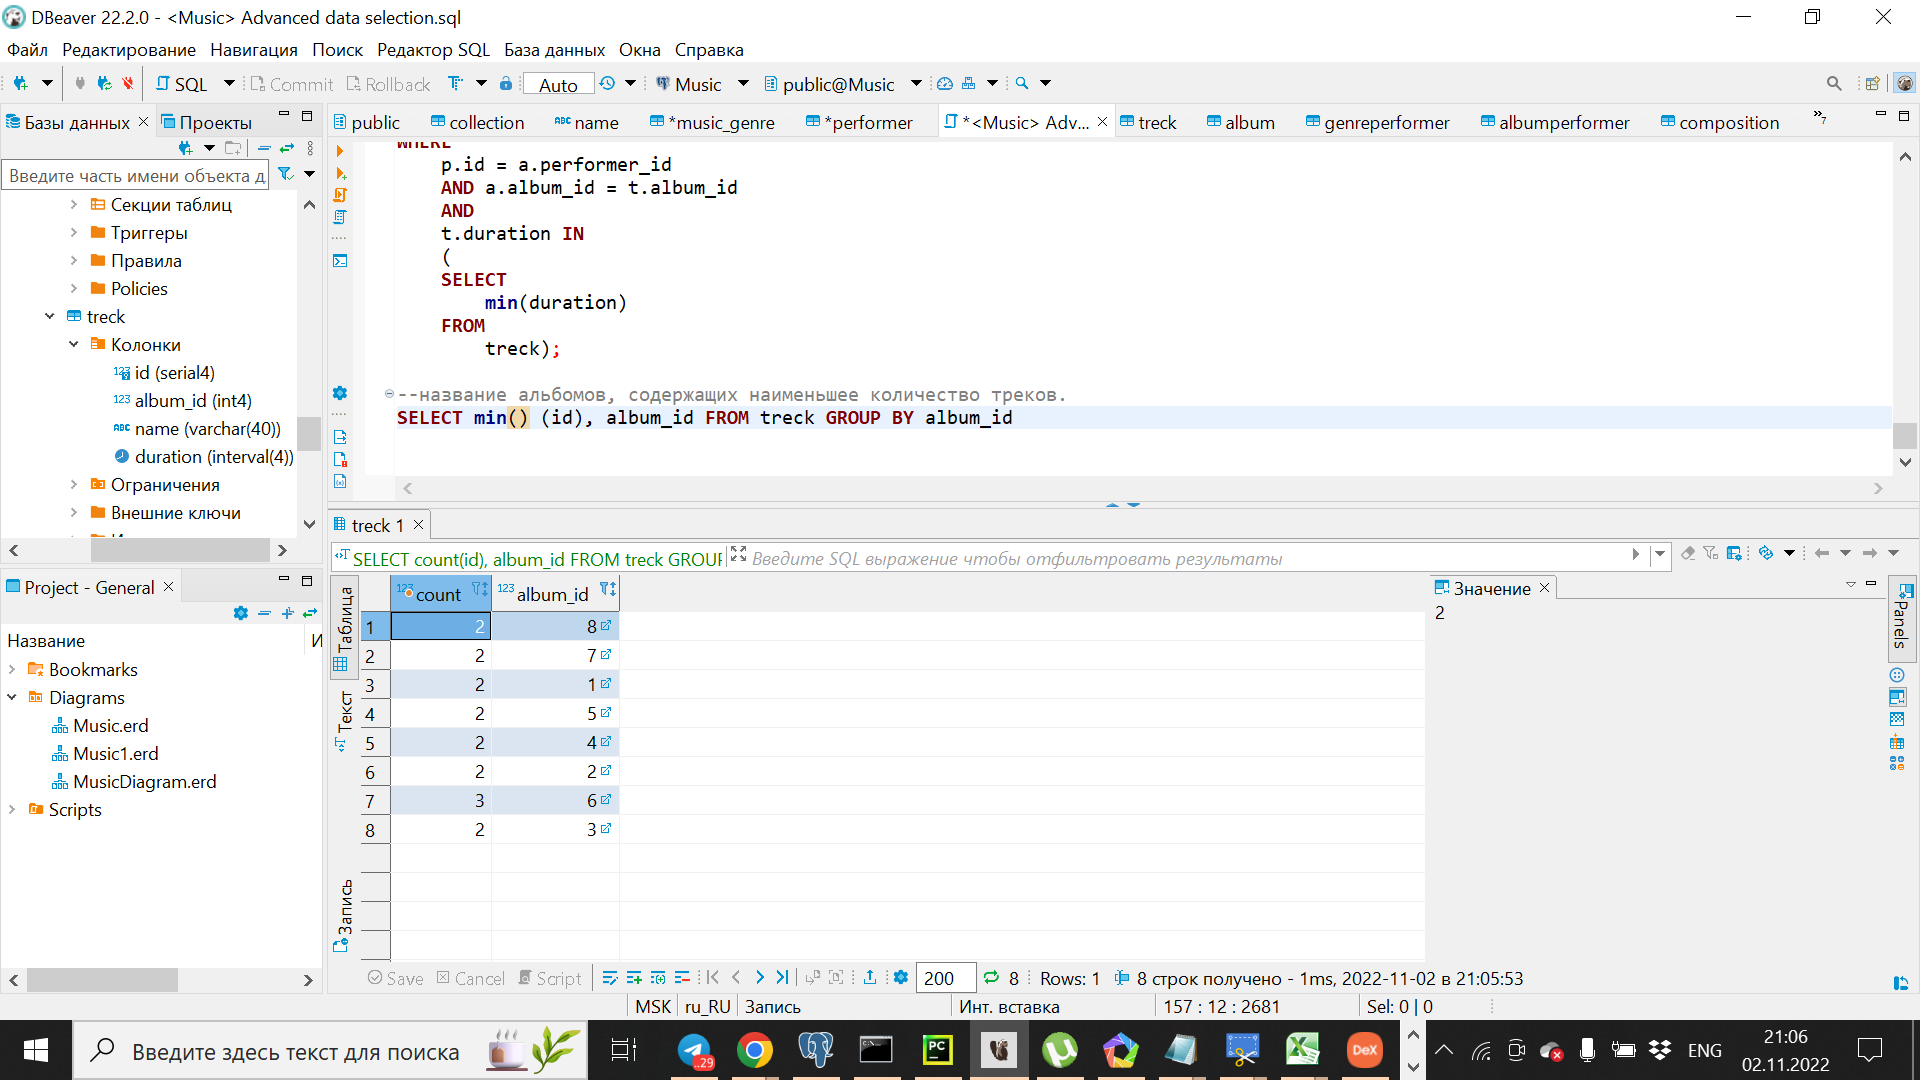 DBeaver 22.2.0 - <Music> Advanced data selection.sql
Файл Редактирование Навигация Поиск Редактор SQL База данных Окна Справка
SQL Commit Rollback Auto Music public@Music
Базы данных Проекты
public collection name *music_genre *performer *<Music> Adv... treck album genreperformer albumperformer composition 7
Введите часть имени объекта д
Секции таблиц
Триггеры
Правила
Policies
treck
Колонки
id (serial4)
album_id (int4)
name (varchar(40))
duration (interval(4))
Ограничения
Внешние ключи
WHERE
p.id = a.performer_id
AND a.album_id = t.album_id
AND
t.duration IN
(
SELECT
min(duration)
FROM
treck);
--название альбомов, содержащих наименьшее количество треков.
SELECT min() (id), album_id FROM treck GROUP BY album_id
Project - General
Название И
Bookmarks
Diagrams
Music.erd
Music1.erd
MusicDiagram.erd
Scripts
treck 1
SELECT count(id), album_id FROM treck GROUP Введите SQL выражение чтобы отфильтровать результаты
Таблица
Текст
Запись
123 count 123 album_id
1 2 8
2 2 7
3 2 1
4 2 5
5 2 4
6 2 2
7 3 6
8 2 3
Значение
2
Panels
Save Cancel Script 200 8 Rows: 1 8 строк получено - 1ms, 2022-11-02 в 21:05:53
MSK ru_RU Запись Инт. вставка 157 : 12 : 2681 Sel: 0 | 0
Введите здесь текст для поиска
..29
PC
DeX
ENG
21:06
02.11.2022